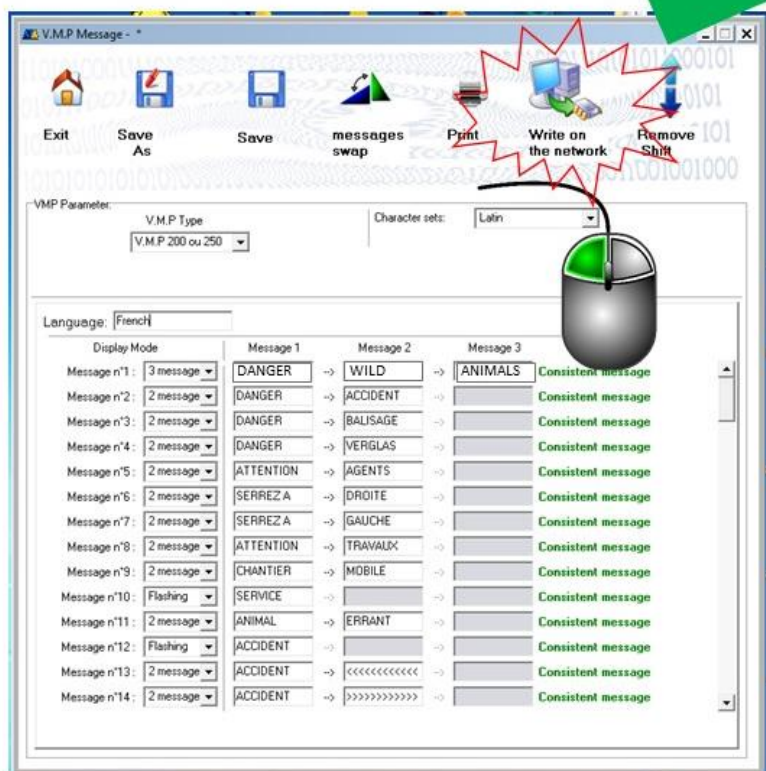 V.M.P Message - *
Exit
Save As
Save
messages swap
Print
Write on the network
Remove Shift
VMP Parameter:
V.M.P Type
V.M.P 200 ou 250
Character sets: Latin
Language: French
Display Mode Message 1 Message 2 Message 3
Message n°1 : 3 message DANGER --> WILD --> ANIMALS Consistent message
Message n°2 : 2 message DANGER --> ACCIDENT --> Consistent message
Message n°3 : 2 message DANGER --> BALISAGE --> Consistent message
Message n°4 : 2 message DANGER --> VERGLAS --> Consistent message
Message n°5 : 2 message ATTENTION --> AGENTS --> Consistent message
Message n°6 : 2 message SERREZ A --> DROITE --> Consistent message
Message n°7 : 2 message SERREZ A --> GAUCHE --> Consistent message
Message n°8 : 2 message ATTENTION --> TRAVAUX --> Consistent message
Message n°9 : 2 message CHANTIER --> MOBILE --> Consistent message
Message n°10 : Flashing SERVICE --> --> Consistent message
Message n°11 : 2 message ANIMAL --> ERRANT --> Consistent message
Message n°12 : Flashing ACCIDENT --> --> Consistent message
Message n°13 : 2 message ACCIDENT --> <<<<<<<<<<<< --> Consistent message
Message n°14 : 2 message ACCIDENT --> >>>>>>>>>>>> --> Consistent message